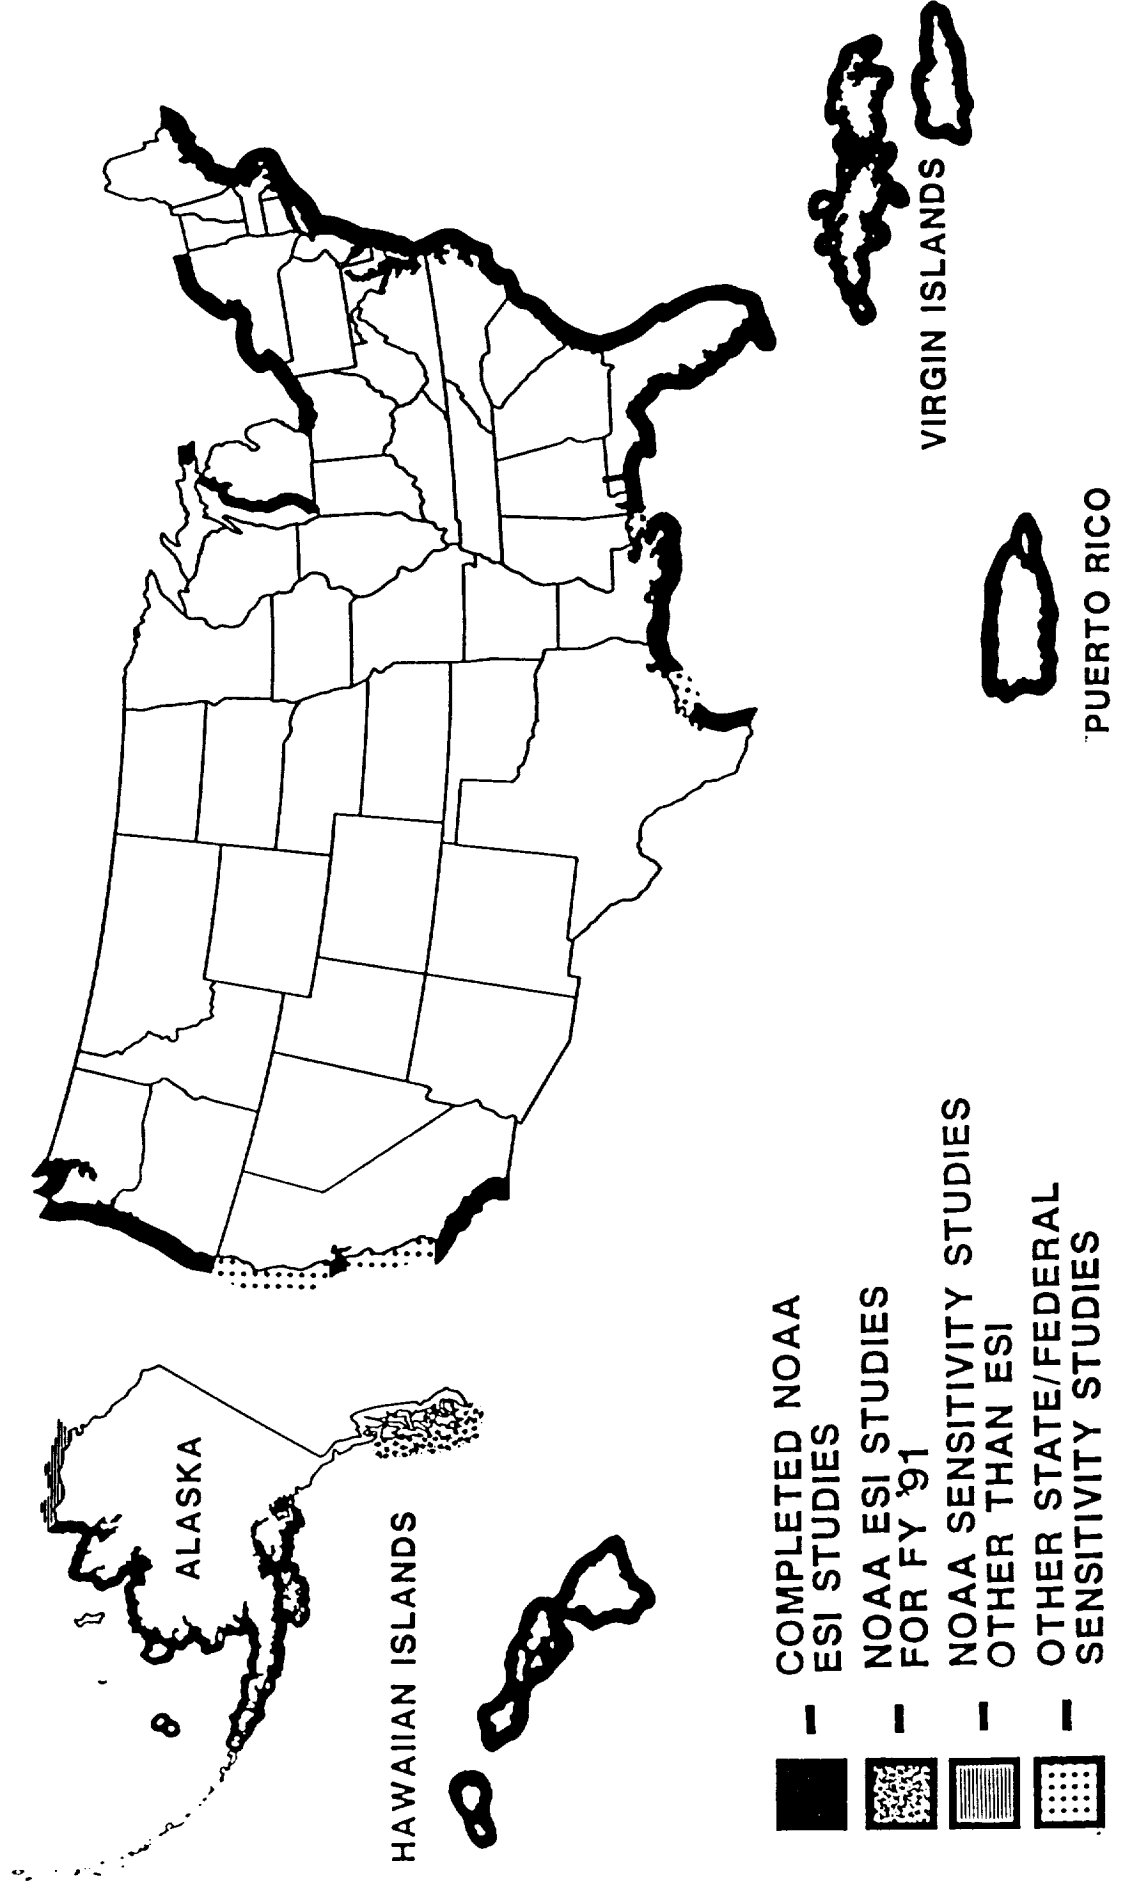 ALASKA
HAWAIIAN ISLANDS
PUERTO RICO
VIRGIN ISLANDS
COMPLETED NOAA
ESI STUDIES
NOAA ESI STUDIES
FOR FY '91
NOAA SENSITIVITY STUDIES
OTHER THAN ESI
OTHER STATE/FEDERAL
SENSITIVITY STUDIES